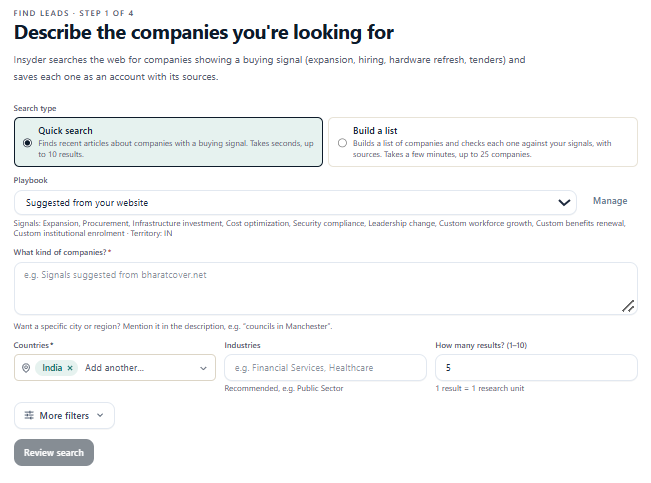 FIND LEADS · STEP 1 OF 4
Describe the companies you're looking for
Insyder searches the web for companies showing a buying signal (expansion, hiring, hardware refresh, tenders) and
saves each one as an account with its sources.
Search type
Quick search
Finds recent articles about companies with a buying signal. Takes seconds, up
to 10 results.
Build a list
Builds a list of companies and checks each one against your signals, with
sources. Takes a few minutes, up to 25 companies.
Playbook
Suggested from your website
Manage
Signals: Expansion, Procurement, Infrastructure investment, Cost optimization, Security compliance, Leadership change, Custom workforce growth, Custom benefits renewal,
Custom institutional enrolment · Territory: IN
What kind of companies?*
e.g. Signals suggested from bharatcover.net
Want a specific city or region? Mention it in the description, e.g. "councils in Manchester".
Countries*
India × Add another...
Industries
e.g. Financial Services, Healthcare
Recommended, e.g. Public Sector
How many results? (1–10)
5
1 result = 1 research unit
More filters
Review search